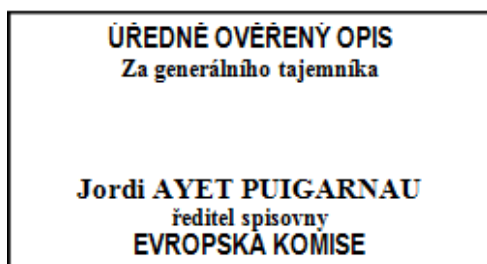 ÚŘEDNĚ OVĚŘENÝ OPIS
Za generálního tajemníka
Jordi AYET PUIGARNAU
ředitel spisovny
EVROPSKÁ KOMISE